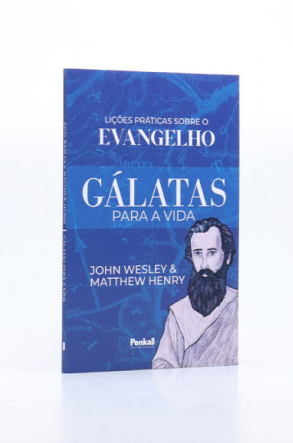 LIÇÕES PRÁTICAS SOBRE O
EVANGELHO
GÁLATAS
PARA A VIDA
JOHN WESLEY &
MATTHEW HENRY
Penkal